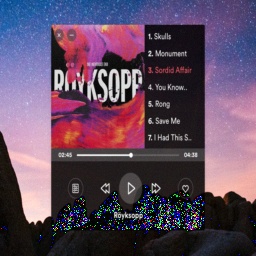 RÖYKSOPP
1. Skulls
2. Monument
3. Sordid Affair
4. You Know..
5. Rong
6. Save Me
7. I Had This S..
02:45
04:38
Röyksopp